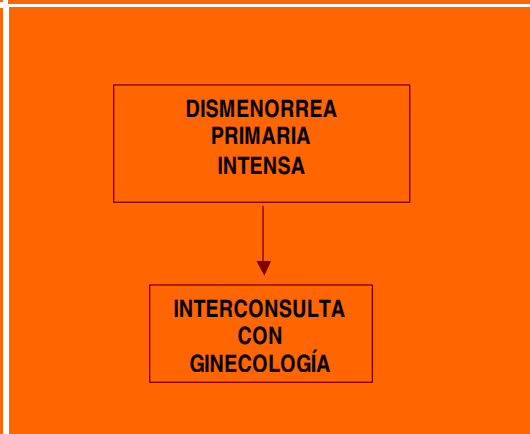 DISMENORREA
PRIMARIA
INTENSA
INTERCONSULTA
CON
GINECOLOGÍA